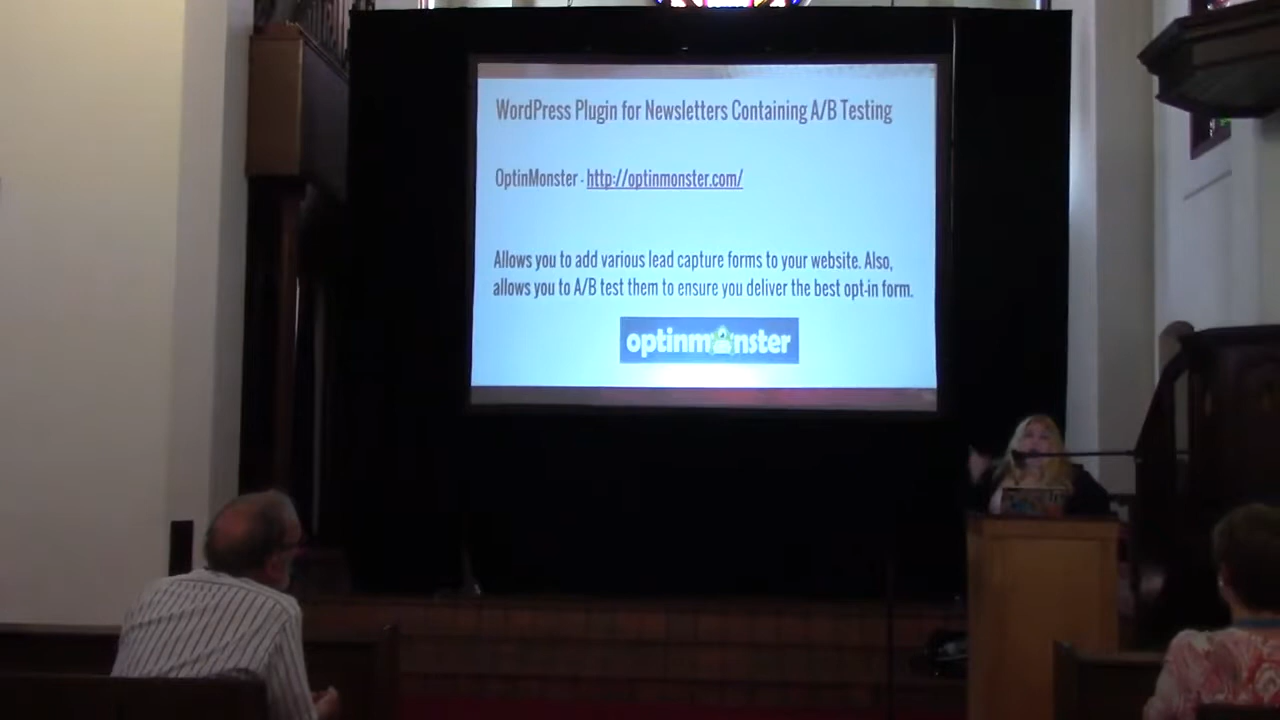 WordPress Plugin for Newsletters Containing A/B Testing
OptinMonster - http://optinmonster.com/
Allows you to add various lead capture forms to your website. Also,
allows you to A/B test them to ensure you deliver the best opt-in form.
optinmonster